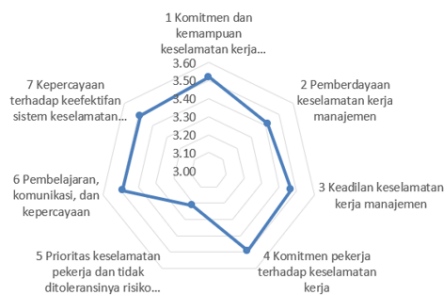 1 Komitmen dan
kemampuan
keselamatan kerja...
3.60
3.50
3.40
3.30
3.20
3.10
3.00
2 Pemberdayaan
keselamatan kerja
manajemen
3 Keadilan keselamatan
kerja manajemen
4 Komitmen pekerja
terhadap keselamatan
kerja
5 Prioritas keselamatan
pekerja dan tidak
ditoleransinya risiko...
6 Pembelajaran,
komunikasi, dan
kepercayaan
7 Kepercayaan
terhadap keefektifan
sistem keselamatan...